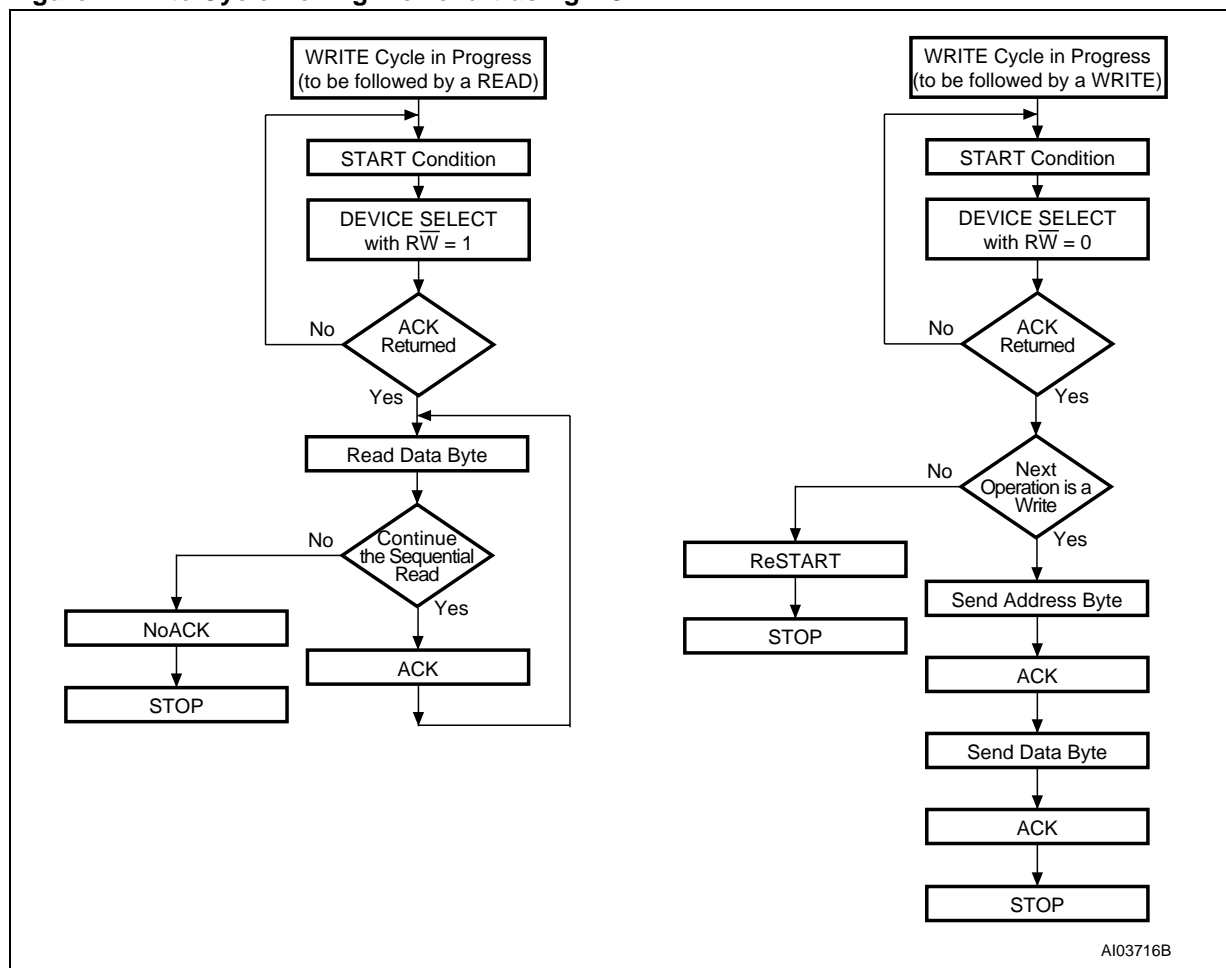 WRITE Cycle in Progress
(to be followed by a READ)
START Condition
DEVICE SELECT
with RW̅ = 1
ACK
Returned
No
Yes
Read Data Byte
Continue
the Sequential
Read
No
Yes
NoACK
STOP
ACK
WRITE Cycle in Progress
(to be followed by a WRITE)
START Condition
DEVICE SELECT
with RW̅ = 0
ACK
Returned
No
Yes
Next
Operation is a
Write
No
Yes
ReSTART
STOP
Send Address Byte
ACK
Send Data Byte
ACK
STOP
AI03716B